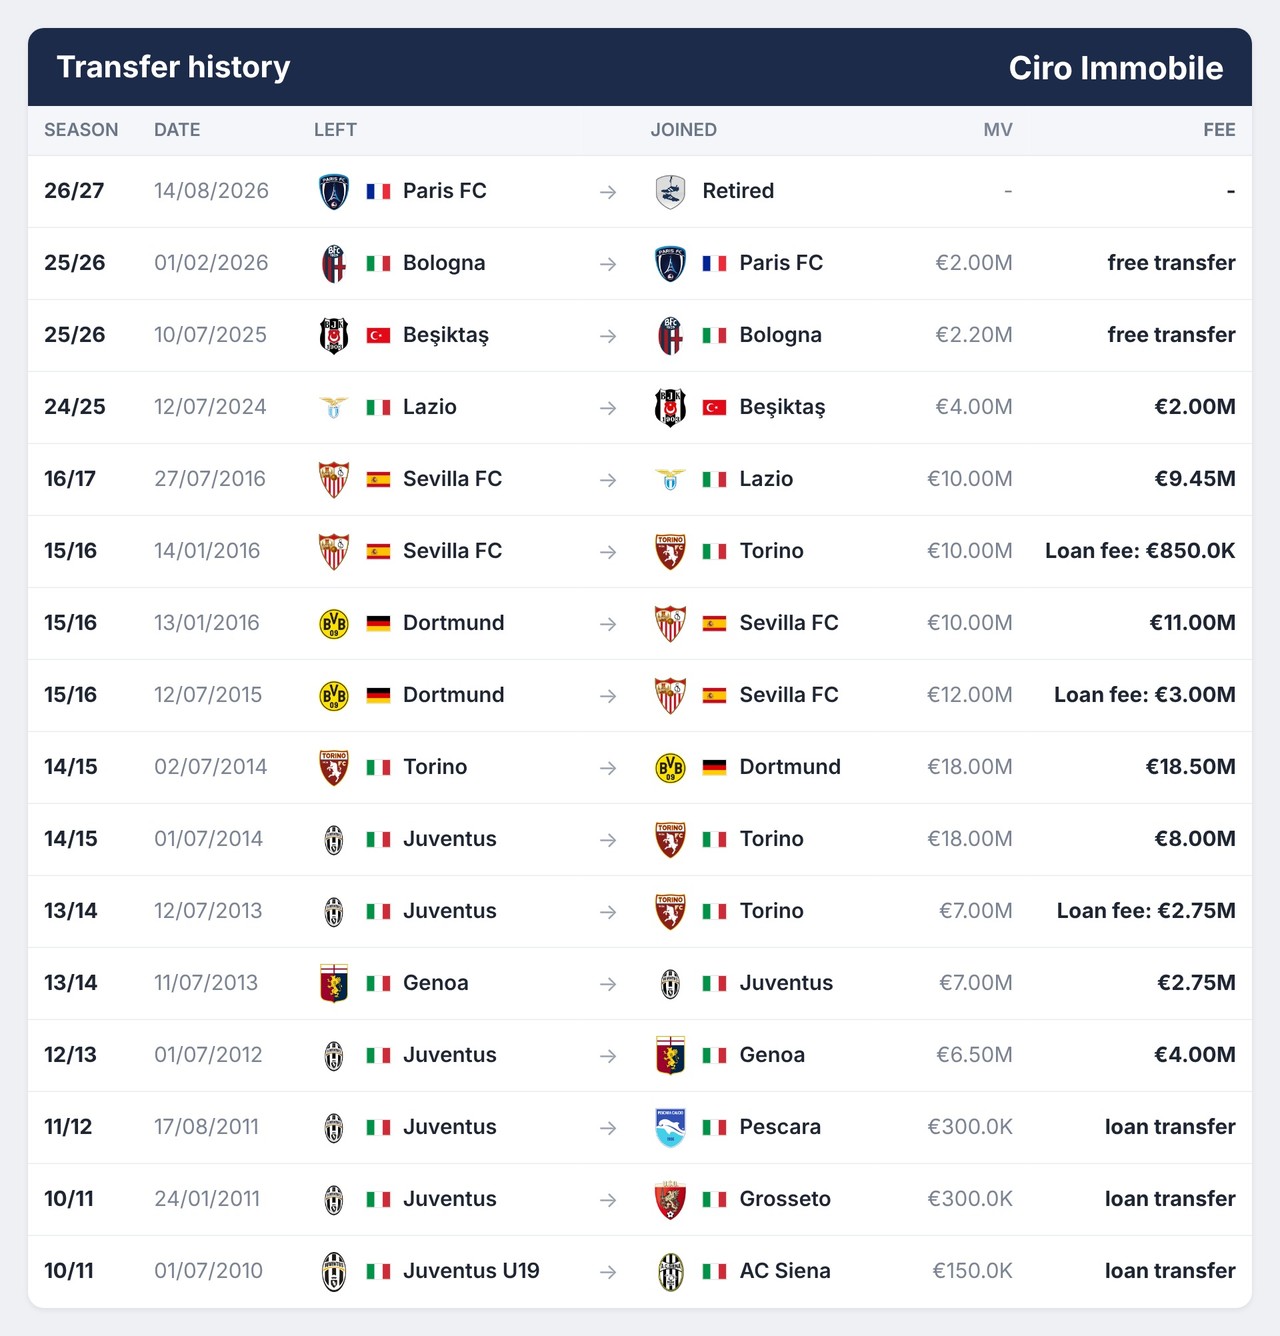 Transfer history Ciro Immobile
SEASON DATE LEFT JOINED MV FEE
26/27 14/08/2026 Paris FC → Retired - -
25/26 01/02/2026 Bologna → Paris FC €2.00M free transfer
25/26 10/07/2025 Beşiktaş → Bologna €2.20M free transfer
24/25 12/07/2024 Lazio → Beşiktaş €4.00M €2.00M
16/17 27/07/2016 Sevilla FC → Lazio €10.00M €9.45M
15/16 14/01/2016 Sevilla FC → Torino €10.00M Loan fee: €850.0K
15/16 13/01/2016 Dortmund → Sevilla FC €10.00M €11.00M
15/16 12/07/2015 Dortmund → Sevilla FC €12.00M Loan fee: €3.00M
14/15 02/07/2014 Torino → Dortmund €18.00M €18.50M
14/15 01/07/2014 Juventus → Torino €18.00M €8.00M
13/14 12/07/2013 Juventus → Torino €7.00M Loan fee: €2.75M
13/14 11/07/2013 Genoa → Juventus €7.00M €2.75M
12/13 01/07/2012 Juventus → Genoa €6.50M €4.00M
11/12 17/08/2011 Juventus → Pescara €300.0K loan transfer
10/11 24/01/2011 Juventus → Grosseto €300.0K loan transfer
10/11 01/07/2010 Juventus U19 → AC Siena €150.0K loan transfer